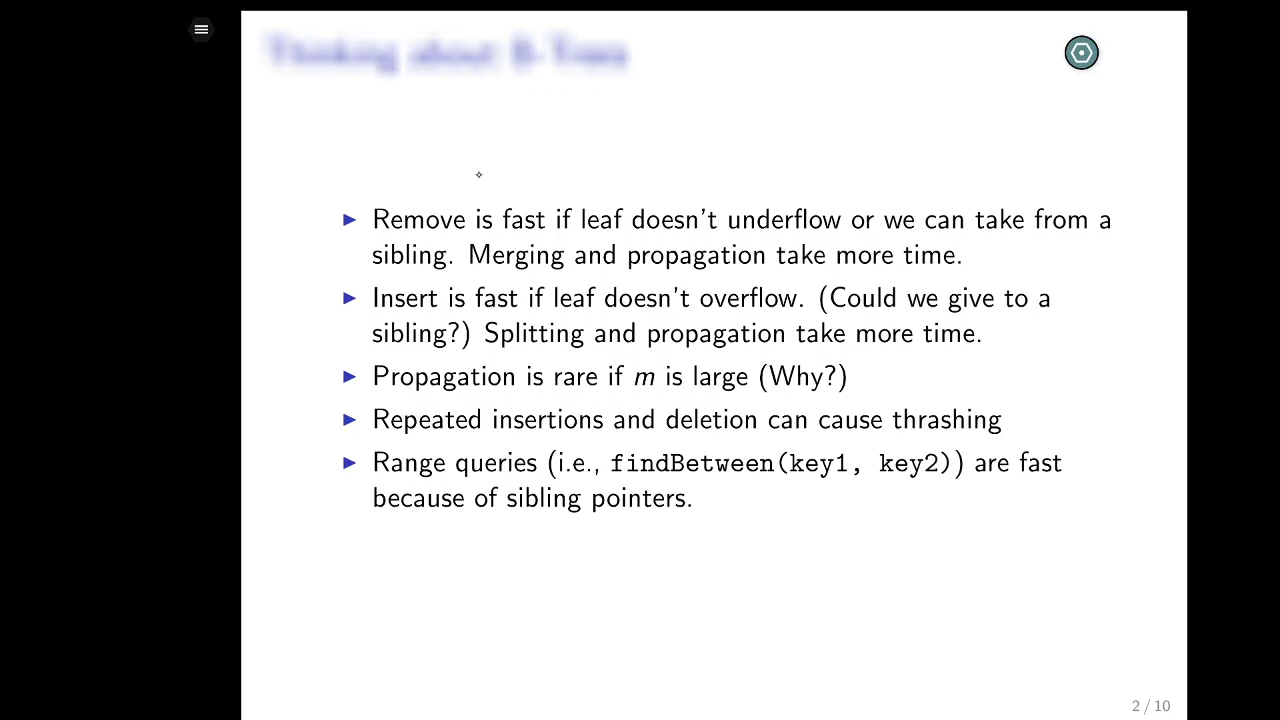 Thinking about B-Trees
▶ Remove is fast if leaf doesn't underflow or we can take from a
sibling. Merging and propagation take more time.
▶ Insert is fast if leaf doesn't overflow. (Could we give to a
sibling?) Splitting and propagation take more time.
▶ Propagation is rare if m is large (Why?)
▶ Repeated insertions and deletion can cause thrashing
▶ Range queries (i.e., findBetween(key1, key2)) are fast
because of sibling pointers.
2 / 10